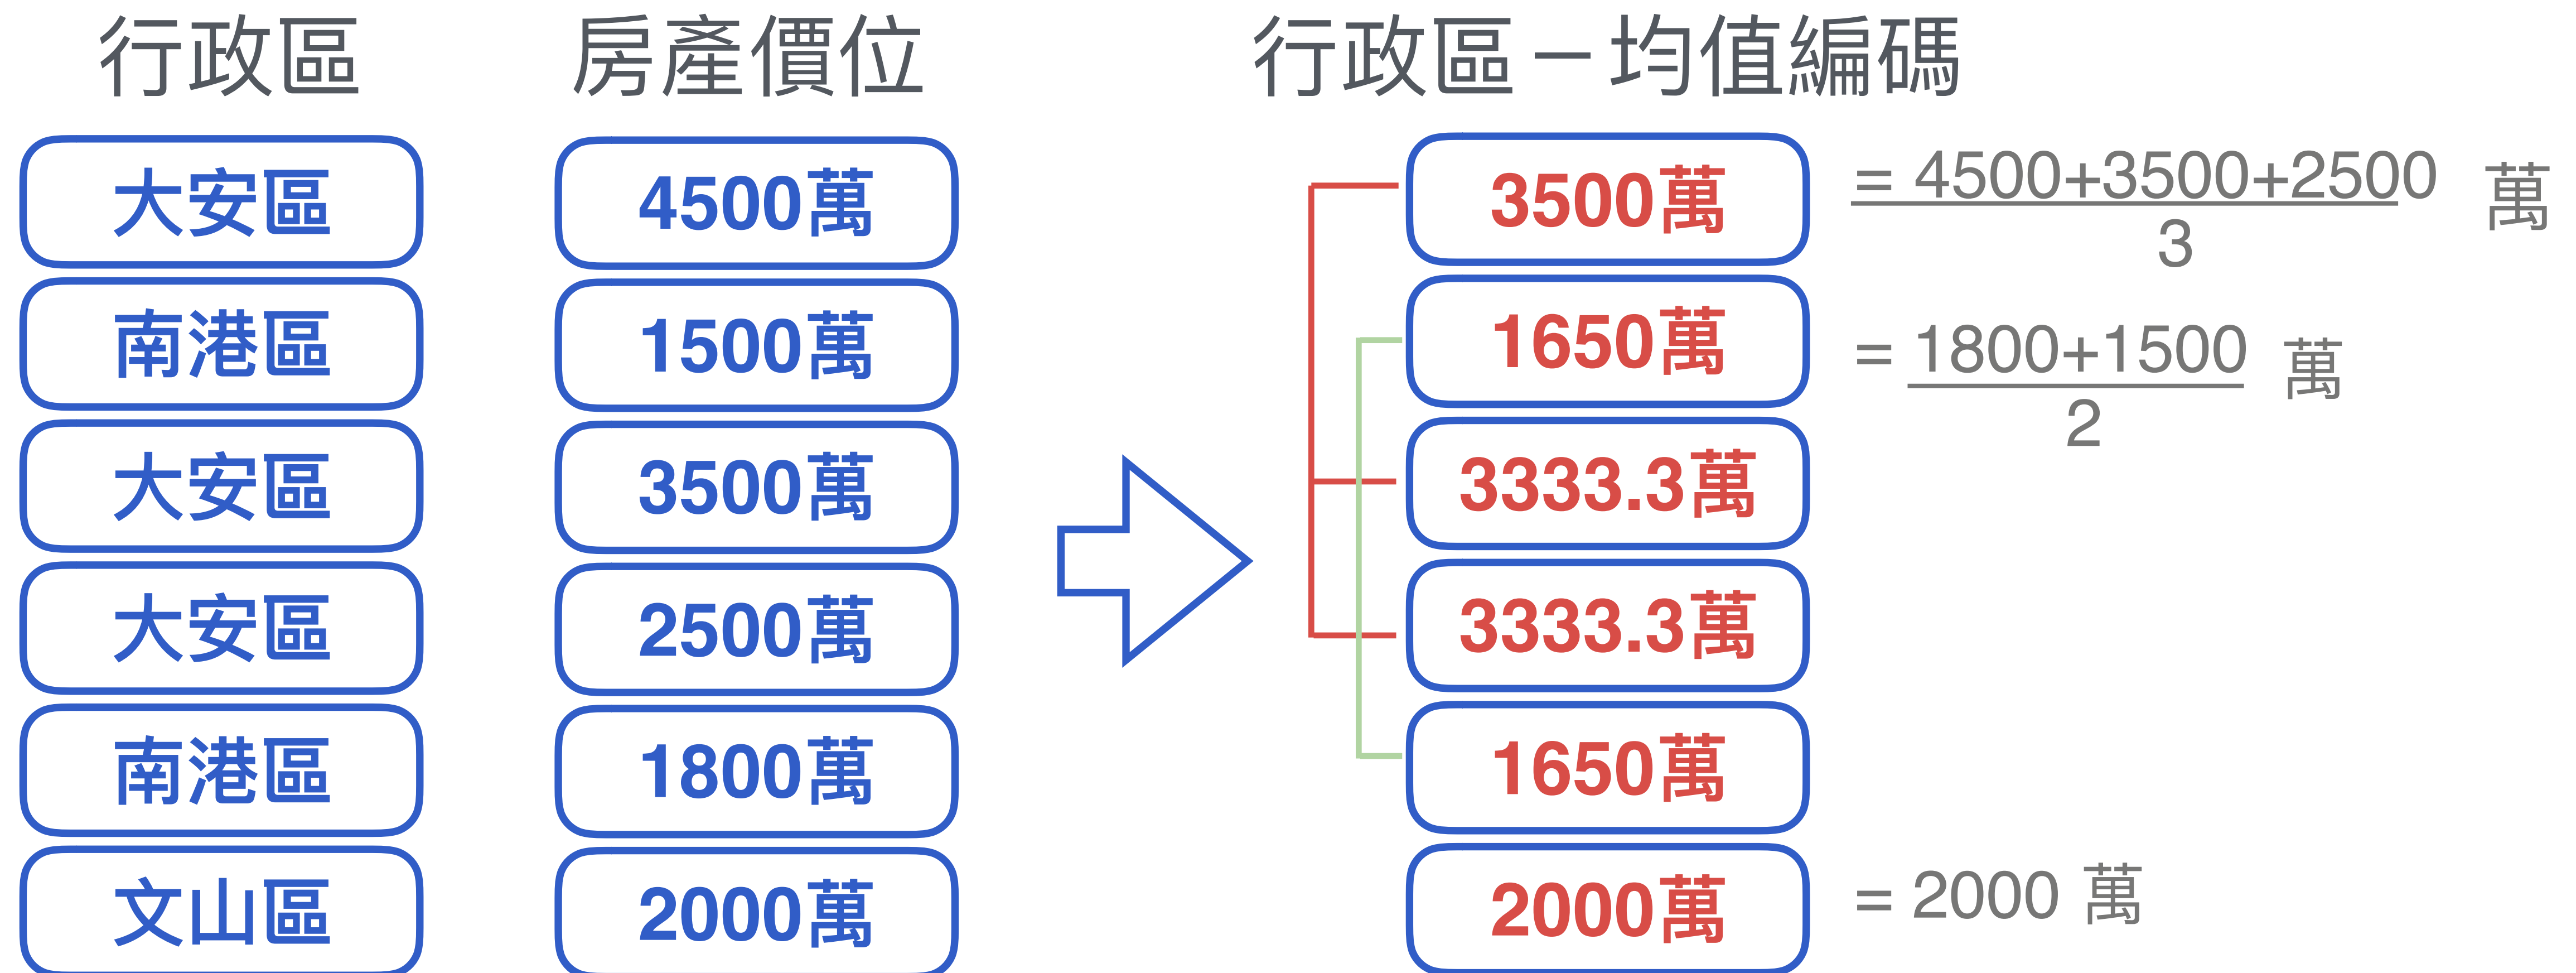 行政區 房產價位 行政區－均值編碼
大安區 4500萬 3500萬 = 4500+3500+2500 萬
3
南港區 1500萬 1650萬 = 1800+1500 萬
2
大安區 3500萬 3333.3萬
大安區 2500萬 3333.3萬
南港區 1800萬 1650萬
文山區 2000萬 2000萬 = 2000 萬